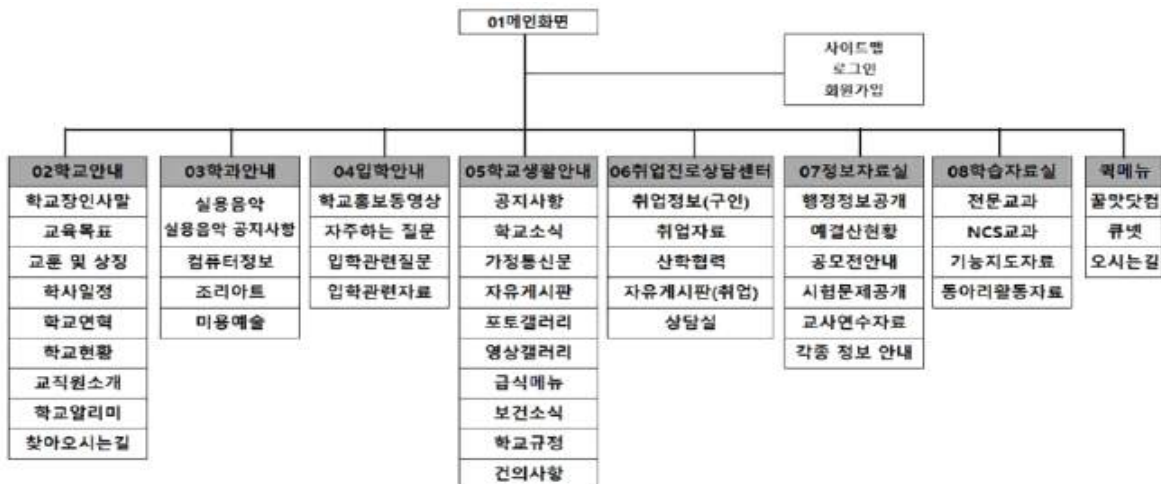 01메인화면
사이드맵
로그인
회원가입
02학교안내
학교장인사말
교육목표
교훈 및 상징
학사일정
학교연혁
학교현황
교직원소개
학교알리미
찾아오시는길
03학과안내
실용음악
실용음악 공지사항
컴퓨터정보
조리아트
미용예술
04입학안내
학교홍보동영상
자주하는 질문
입학관련질문
입학관련자료
05학교생활안내
공지사항
학교소식
가정통신문
자유게시판
포토갤러리
영상갤러리
급식메뉴
보건소식
학교규정
건의사항
06취업진로상담센터
취업정보(구인)
취업자료
산학협력
자유게시판(취업)
상담실
07정보자료실
행정정보공개
예결산현황
공모전안내
시험문제공개
교사연수자료
각종 정보 안내
08학습자료실
전문교과
NCS교과
기능지도자료
동아리활동자료
퀵메뉴
꿀맛닷컴
큐넷
오시는길